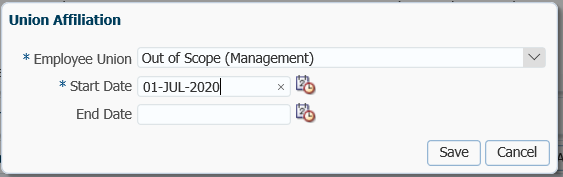 Union Affiliation
* Employee Union Out of Scope (Management)
* Start Date 01-JUL-2020 ×
End Date
Save Cancel